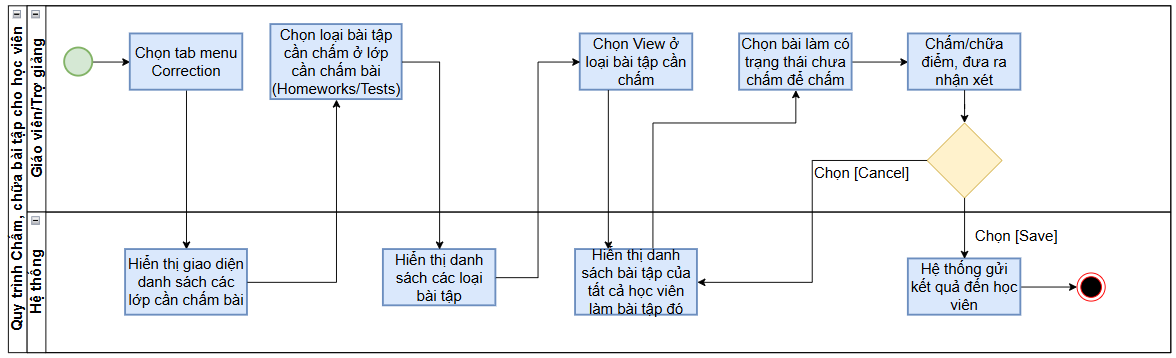 Quy trình Chấm, chữa bài tập cho học viên
Giáo viên/Trợ giảng
Chọn tab menu
Correction
Chọn loại bài tập
cần chấm ở lớp
cần chấm bài
(Homeworks/Tests)
Chọn View ở
loại bài tập cần
chấm
Chọn bài làm có
trạng thái chưa
chấm để chấm
Chấm/chữa
điểm, đưa ra
nhận xét
Chọn [Cancel]
Chọn [Save]
Hệ thống
Hiển thị giao diện
danh sách các
lớp cần chấm bài
Hiển thị danh
sách các loại
bài tập
Hiển thị danh
sách bài tập của
tất cả học viên
làm bài tập đó
Hệ thống gửi
kết quả đến học
viên